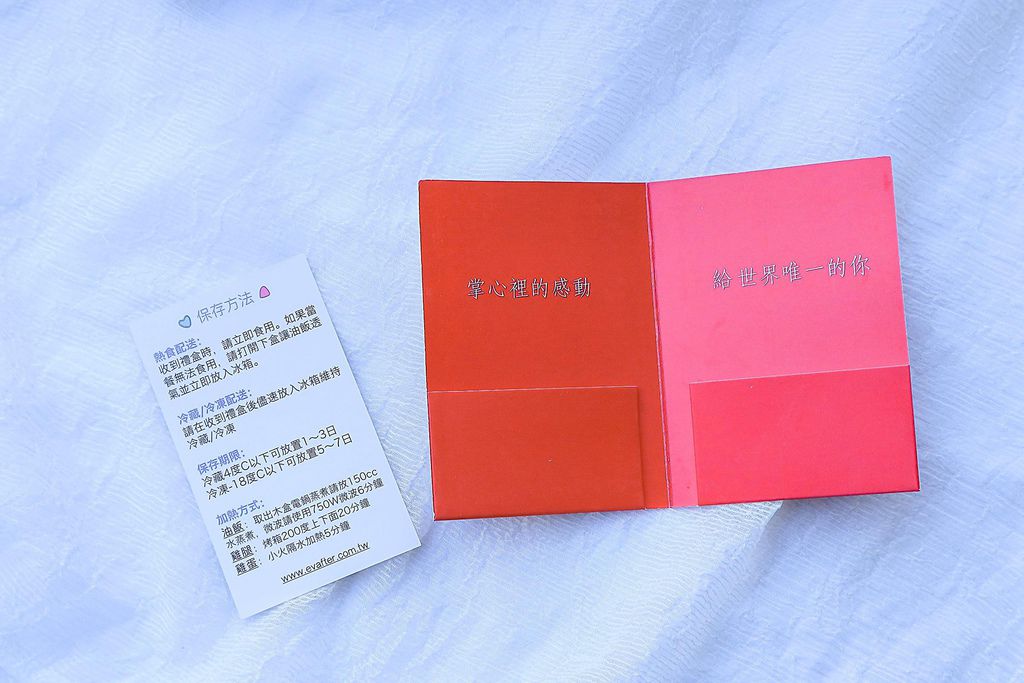 保存方法
熱食配送：
收到禮盒時，請立即食用。如果當
餐無法食用，請打開下盒讓油飯透
氣並立即放入冰箱。
冷藏/冷凍配送：
請在收到禮盒後儘速放入冰箱維持
冷藏/冷凍
保存期限：
冷藏4度C以下可放置1～3日
冷凍-18度C以下可放置5～7日
加熱方式：
油飯：取出木盒電鍋蒸煮請放150cc
水蒸煮，微波請使用750W微波6分鐘
雞腿：烤箱200度上下面20分鐘
雞蛋：小火隔水加熱5分鐘
www.evafter.com.tw
掌心裡的感動
給世界唯一的你